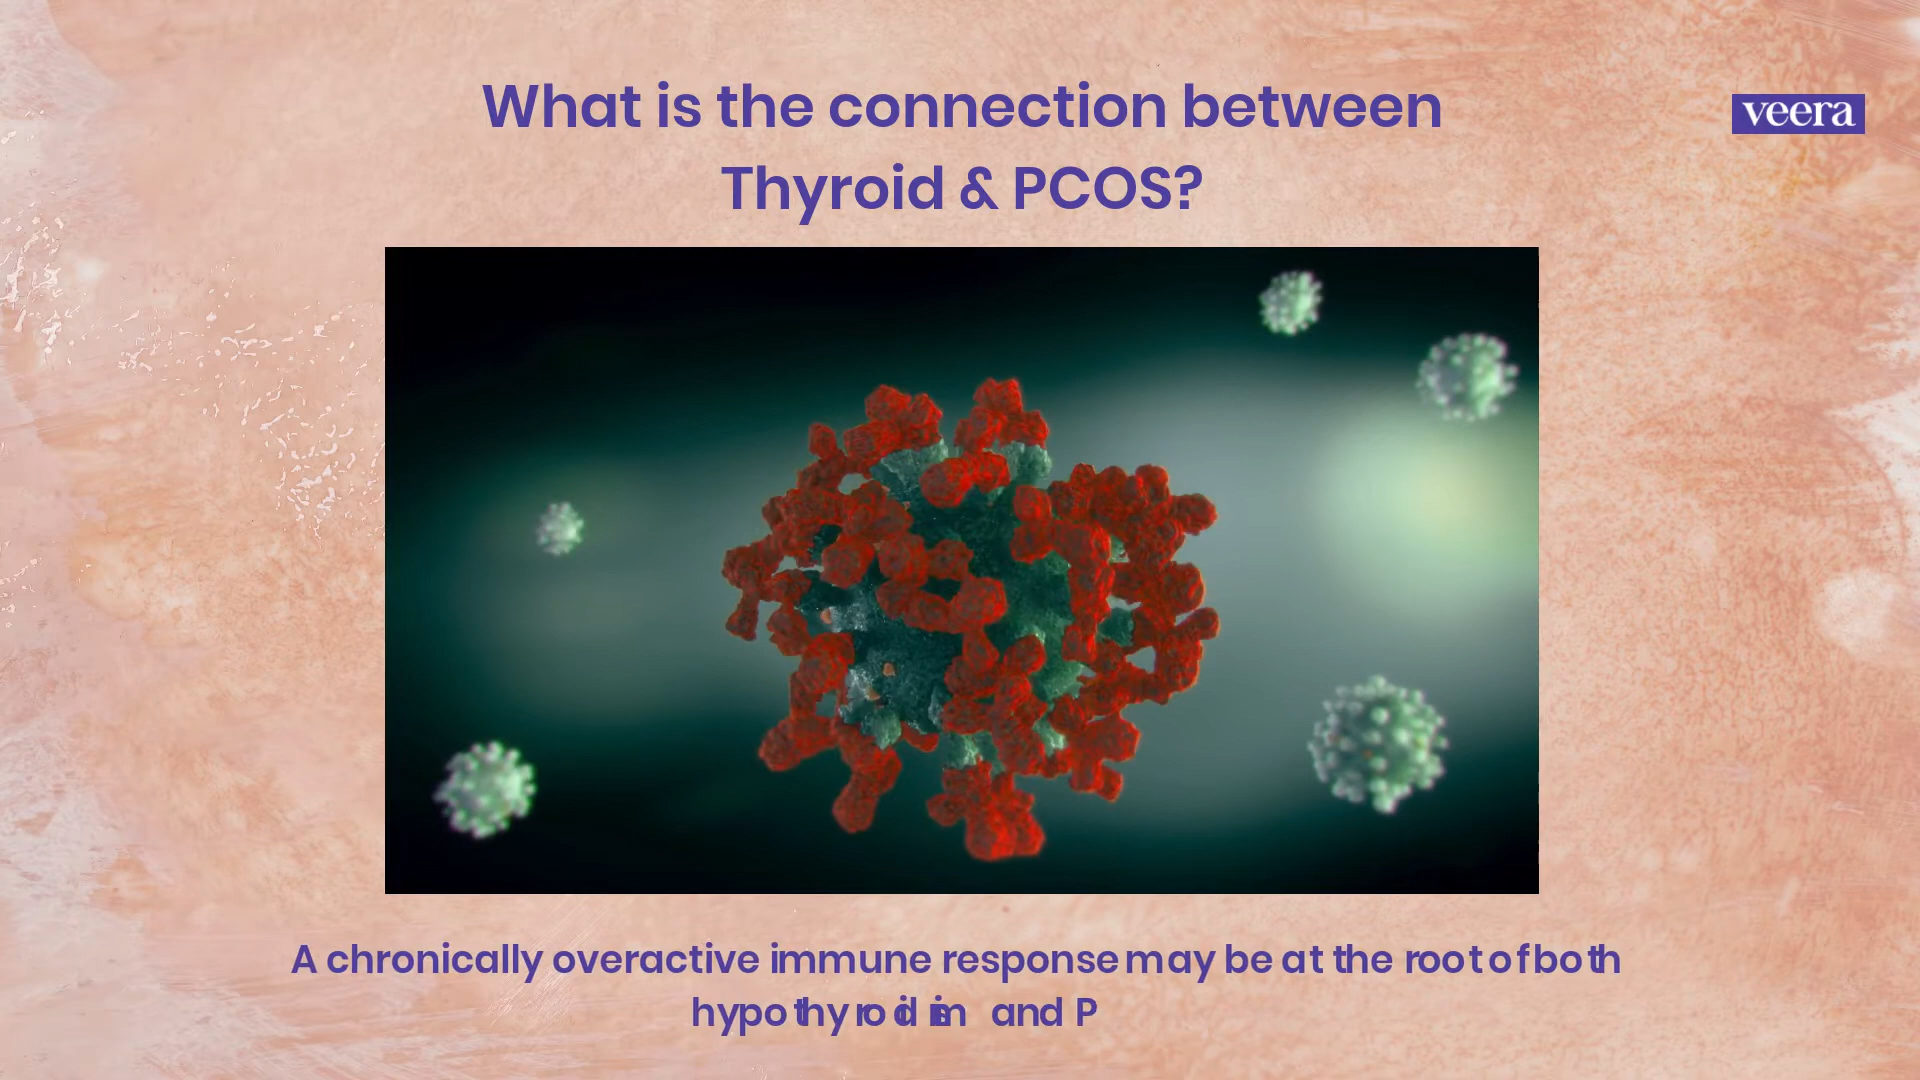 What is the connection between
Thyroid & PCOS?
veera
A chronically overactive immune response may be at the root of both
hypothyroidism and P